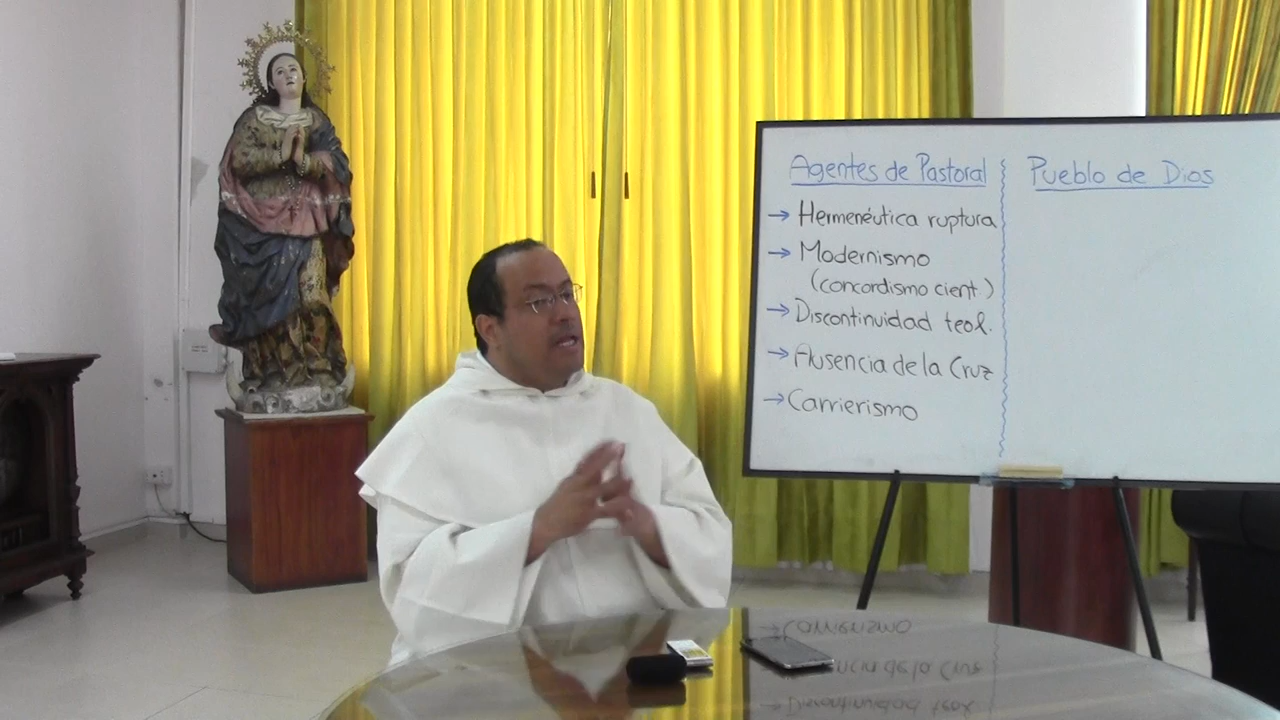 Agentes de Pastoral
→ Hermenéutica ruptura
→ Modernismo
(concordismo cient.)
→ Discontinuidad teol.
→ Ausencia de la Cruz
→ Carrierismo
Pueblo de Dios